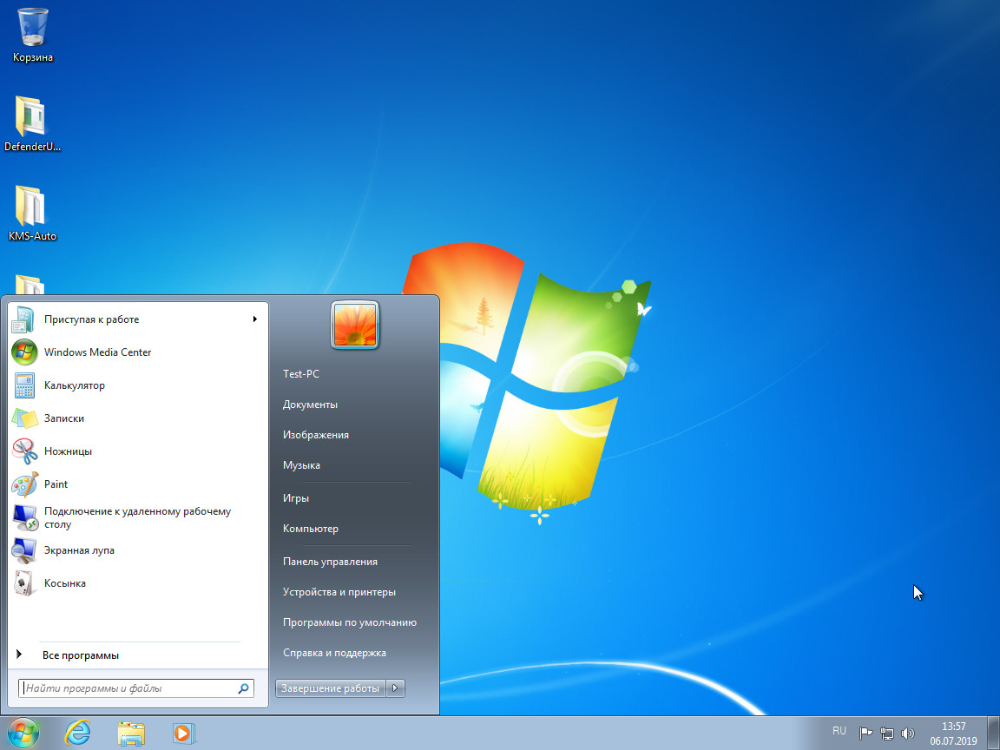 Корзина
DefenderU...
KMS-Auto
Приступая к работе
Windows Media Center
Калькулятор
Записки
Ножницы
Paint
Подключение к удаленному рабочему
столу
Экранная лупа
Косынка
Все программы
Найти программы и файлы
Test-PC
Документы
Изображения
Музыка
Игры
Компьютер
Панель управления
Устройства и принтеры
Программы по умолчанию
Справка и поддержка
Завершение работы
RU
13:57
06.07.2019